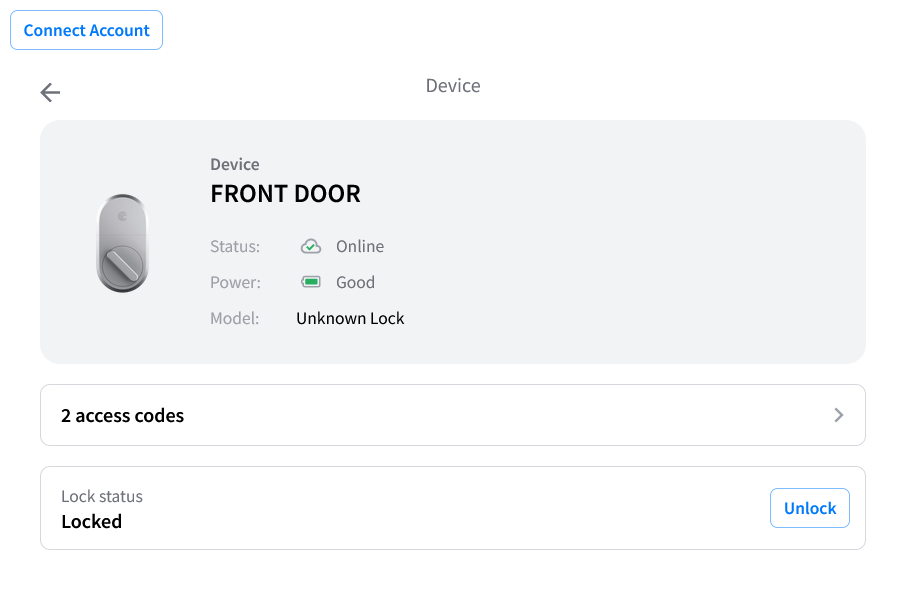 Connect Account
Device
Device
FRONT DOOR
Status: Online
Power: Good
Model: Unknown Lock
2 access codes
Lock status
Locked
Unlock